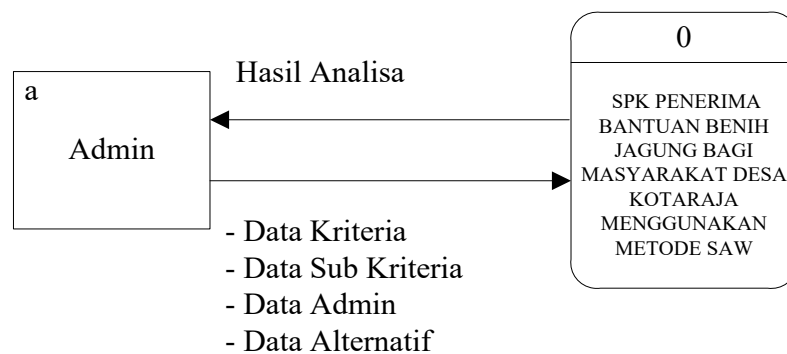 a
Admin
Hasil Analisa
0
SPK PENERIMA
BANTUAN BENIH
JAGUNG BAGI
MASYARAKAT DESA
KOTARAJA
MENGGUNAKAN
METODE SAW
- Data Kriteria
- Data Sub Kriteria
- Data Admin
- Data Alternatif